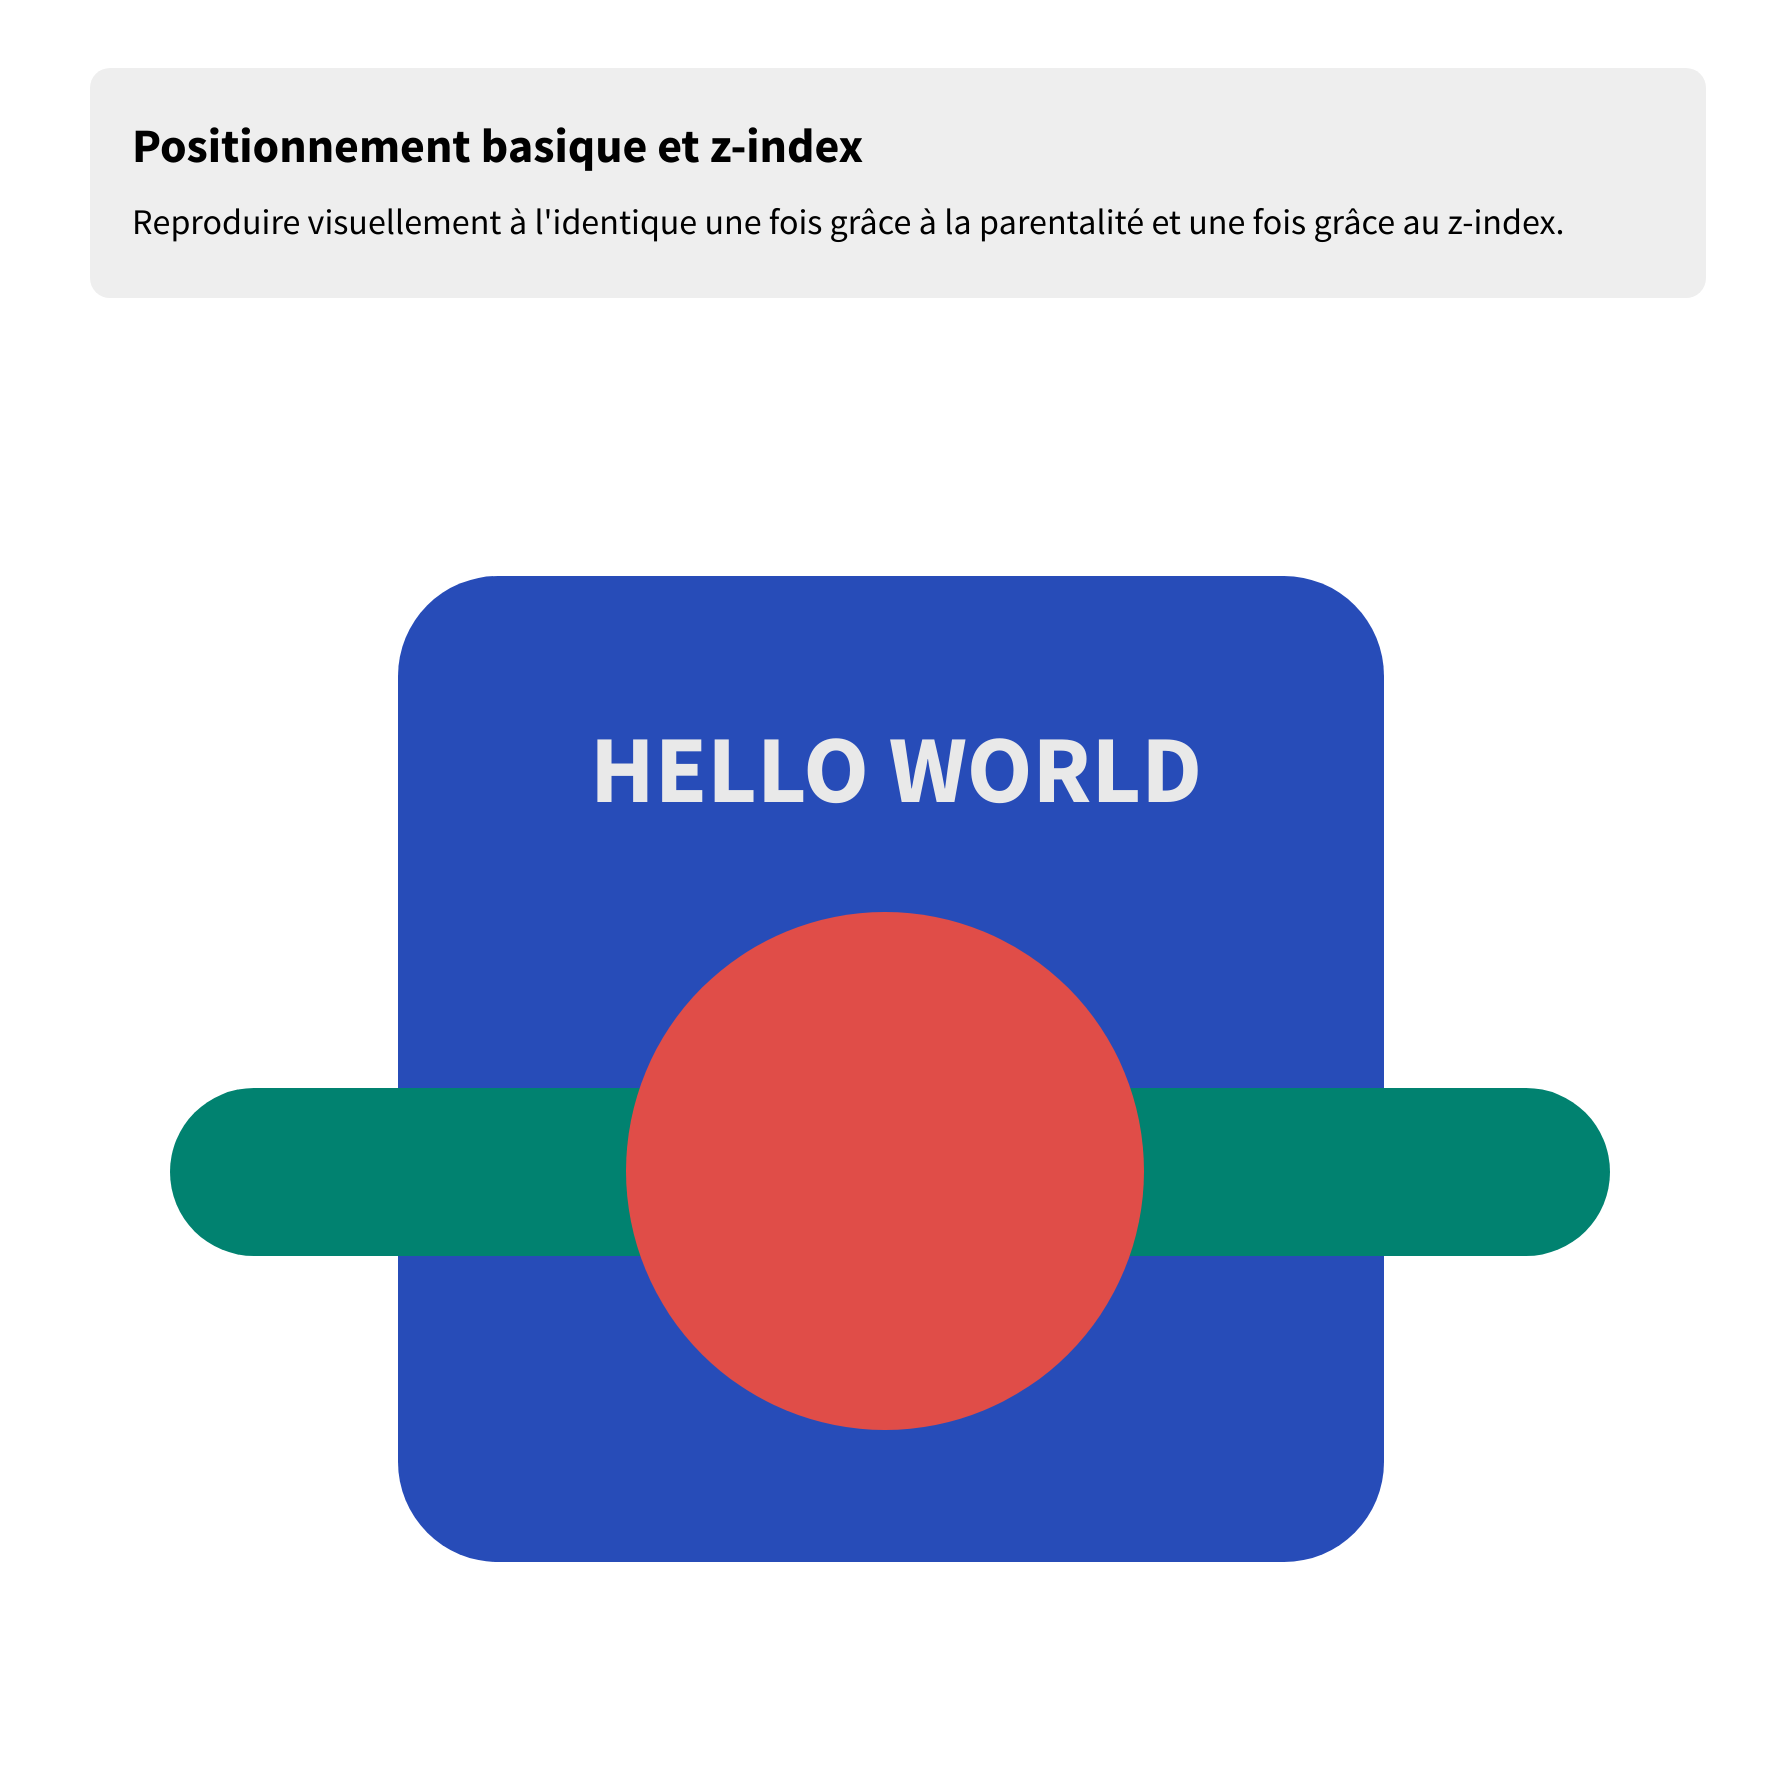 Positionnement basique et z-index
Reproduire visuellement à l'identique une fois grâce à la parentalité et une fois grâce au z-index.
HELLO WORLD